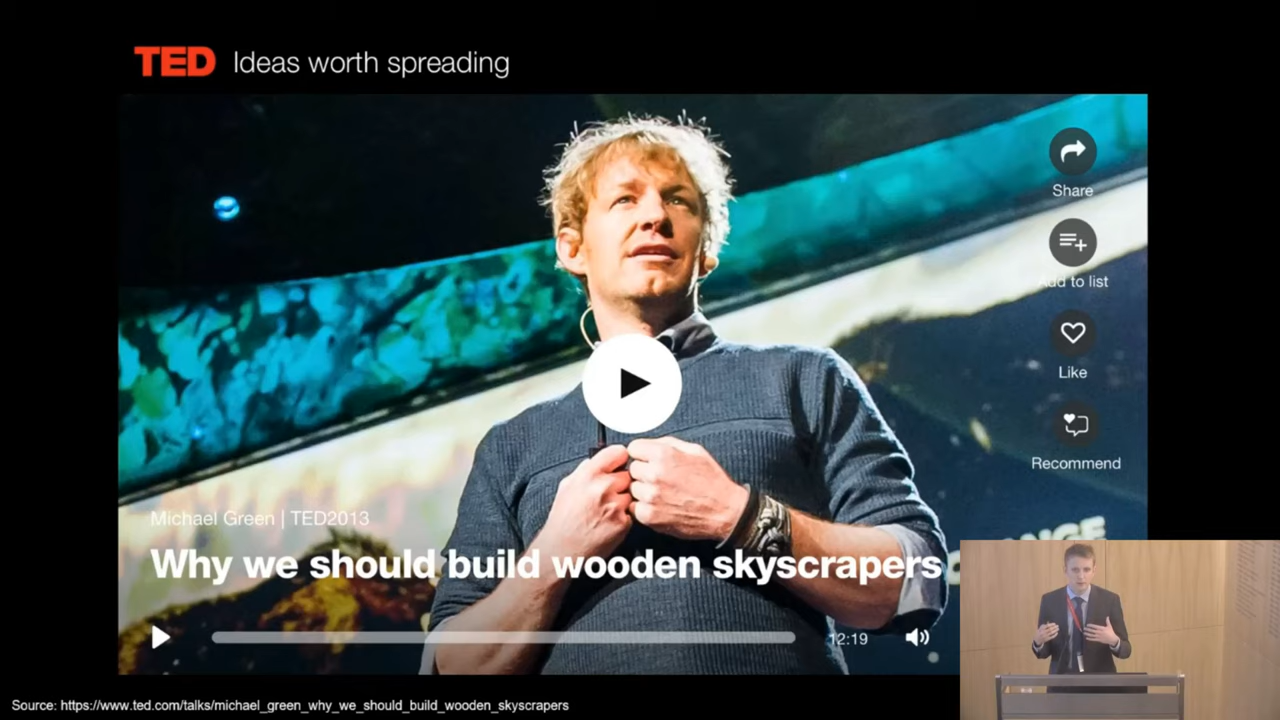 TED Ideas worth spreading
Share
Add to list
Like
Recommend
Michael Green | TED2013
Why we should build wooden skyscrapers
12:19
Source: https://www.ted.com/talks/michael_green_why_we_should_build_wooden_skyscrapers